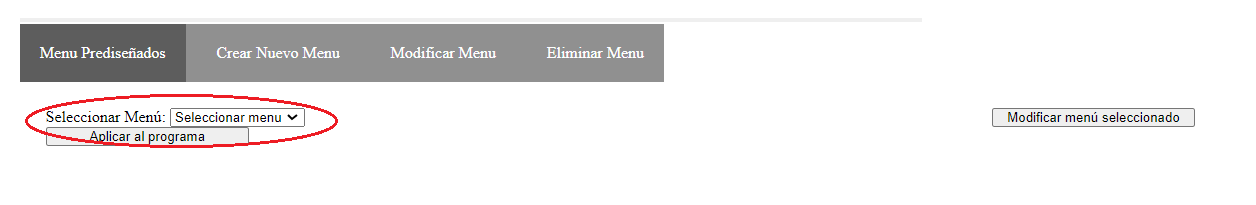 Menu Prediseñados Crear Nuevo Menu Modificar Menu Eliminar Menu
Seleccionar Menú: Seleccionar menu Modificar menú seleccionado
Aplicar al programa